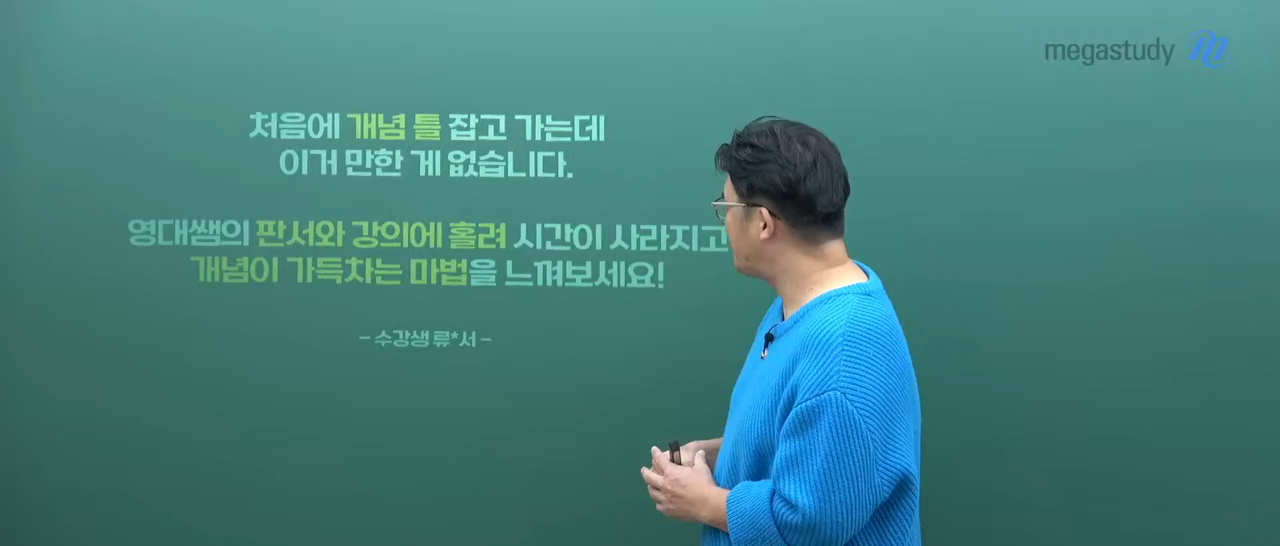 megastudy
처음에 개념 틀 잡고 가는데
이거 만한 게 없습니다.
영대쌤의 판서와 강의에 홀려 시간이 사라지고
개념이 가득차는 마법을 느껴보세요!
- 수강생 류*서 -